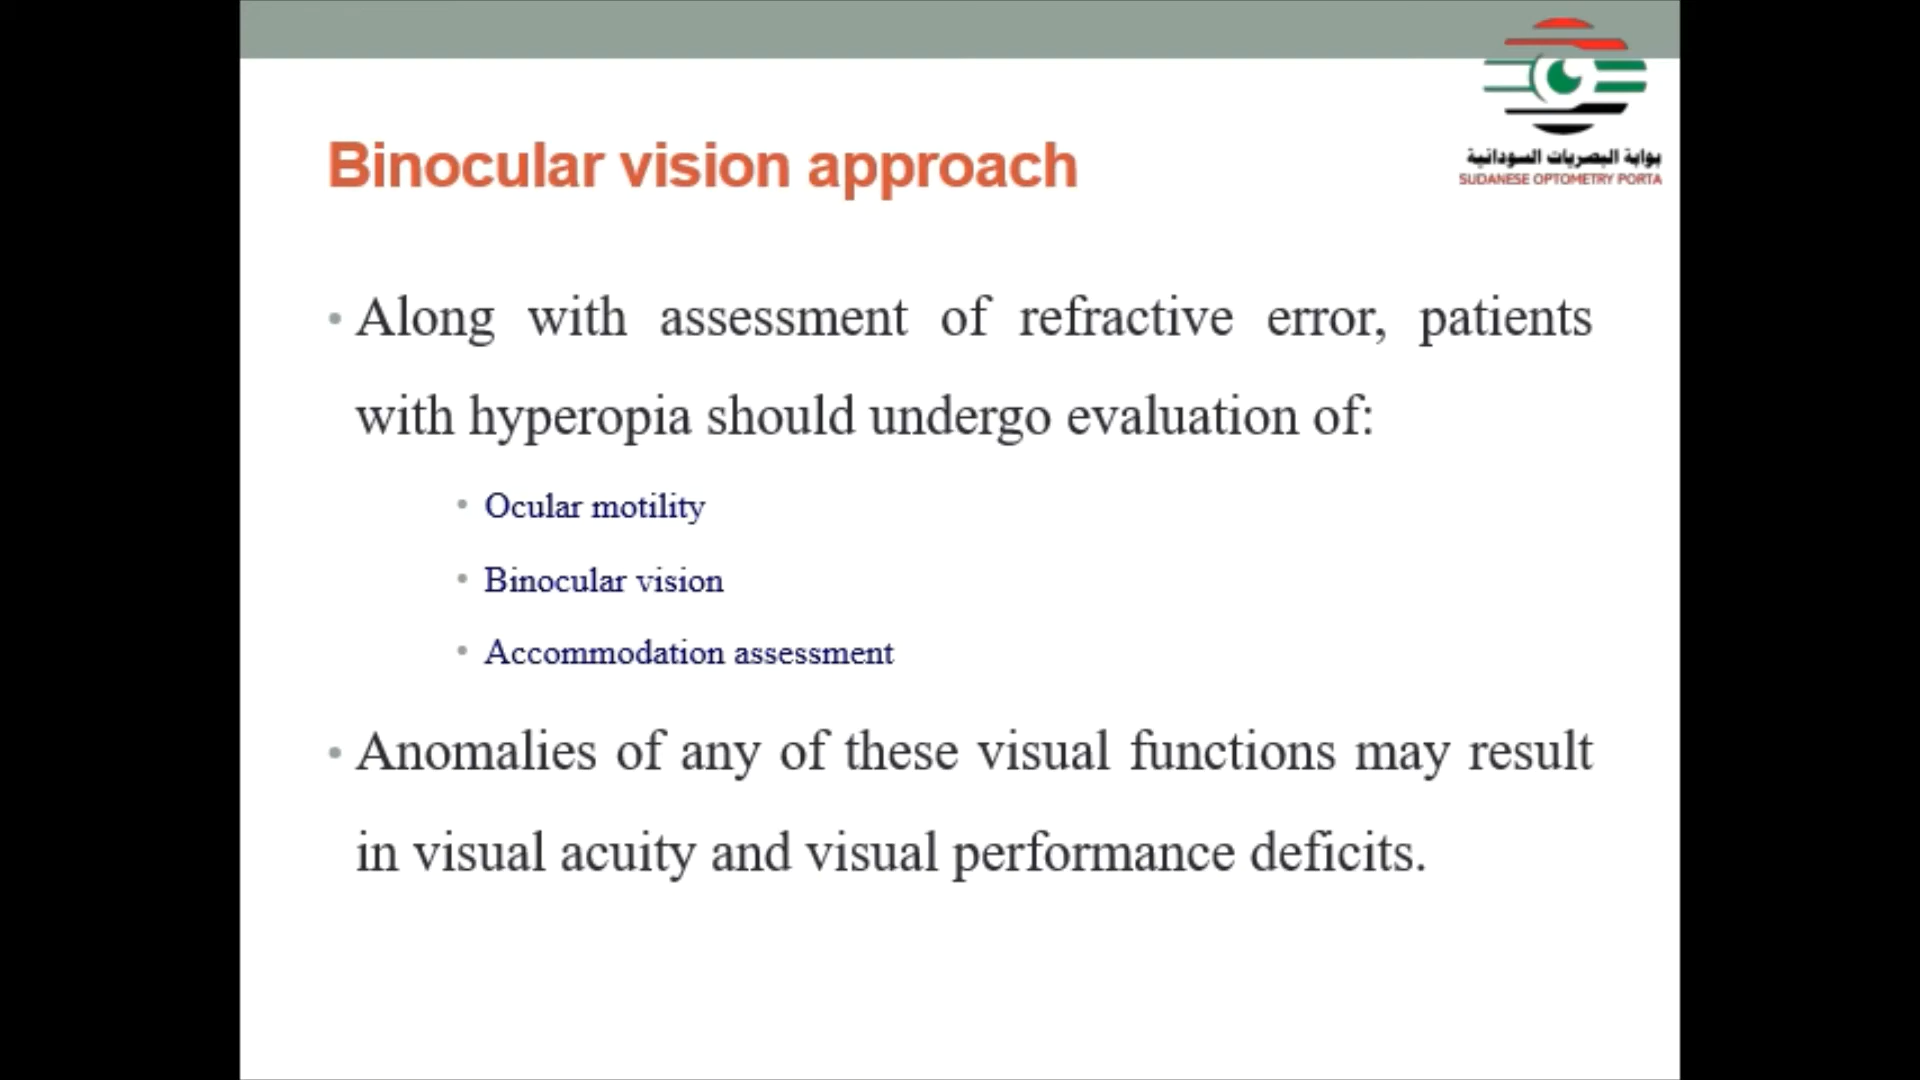 بوابة البصريات السودانية
SUDANESE OPTOMETRY PORTA
Binocular vision approach
• Along with assessment of refractive error, patients
with hyperopia should undergo evaluation of:
• Ocular motility
• Binocular vision
• Accommodation assessment
• Anomalies of any of these visual functions may result
in visual acuity and visual performance deficits.